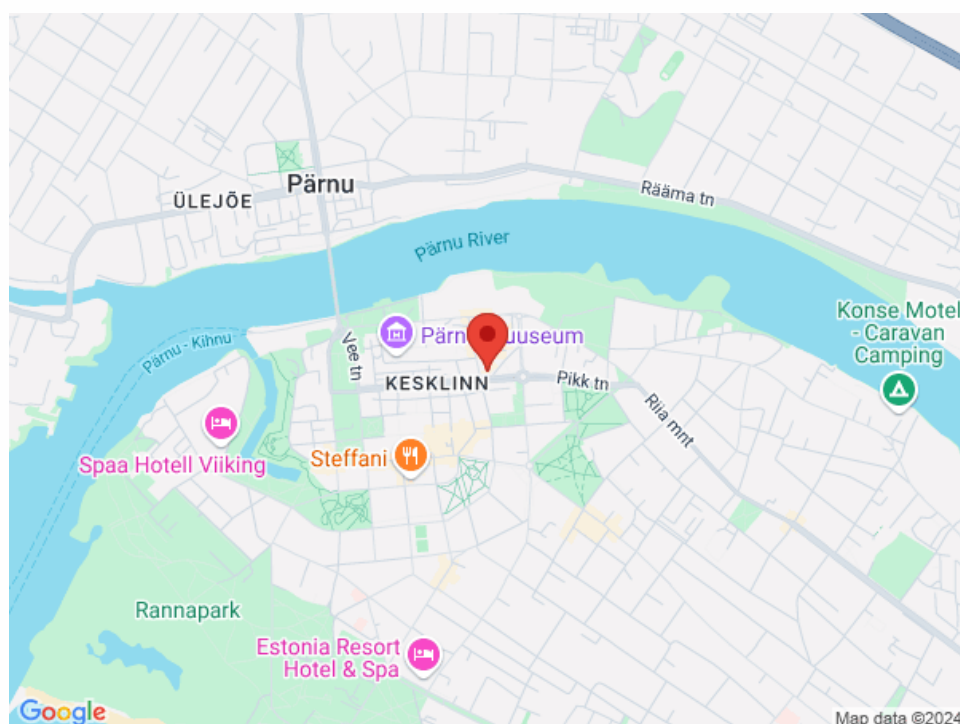 Rääma tn
Pärnu
ÜLEJÕE
Pärnu River
Konse Motel
- Caravan
Camping
Pärnu - Kihnu
Vee tn
KESKLINN
Pikk tn
Riia mnt
Spaa Hotell Viiking
Steffani
Rannapark
Estonia Resort
Hotel & Spa
Google
Map data ©2024